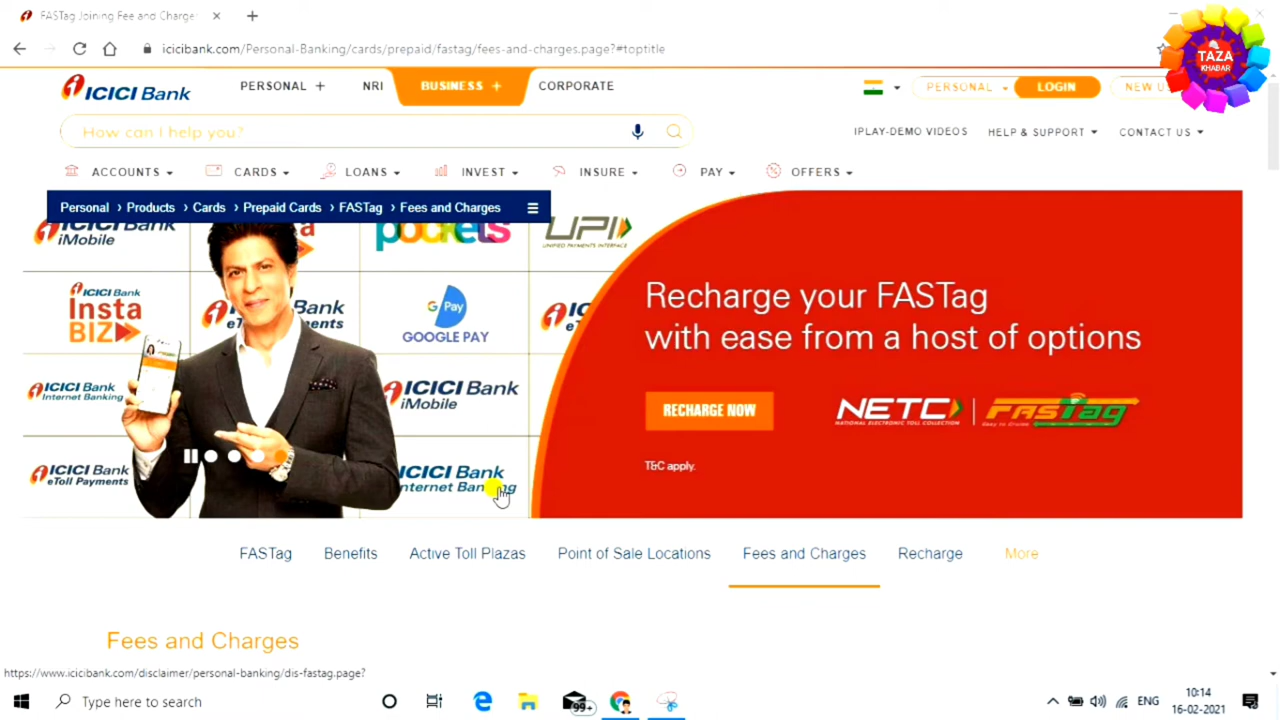 FASTag Joining Fee and Charge
icicibank.com/Personal-Banking/cards/prepaid/fastag/fees-and-charges.page?#toptitle
TAZA
KHABAR
ICICI Bank
PERSONAL + NRI BUSINESS + CORPORATE
PERSONAL LOGIN NEW
How can I help you?
IPLAY-DEMO VIDEOS HELP & SUPPORT CONTACT US
ACCOUNTS CARDS LOANS INVEST INSURE PAY OFFERS
Personal › Products › Cards › Prepaid Cards › FASTag › Fees and Charges
ICICI Bank
iMobile
pockets
UPI
UNIFIED PAYMENTS INTERFACE
ICICI Bank
Insta
BIZ
Bank
eTo ments
G Pay
GOOGLE PAY
ICICI Bank
Internet Banking
ICICI Bank
iMobile
ICICI Bank
eToll Payments
ICICI Bank
Internet Banking
Recharge your FASTag
with ease from a host of options
RECHARGE NOW
NETC
NATIONAL ELECTRONIC TOLL COLLECTION
FASTag
T&C apply.
FASTag Benefits Active Toll Plazas Point of Sale Locations Fees and Charges Recharge More
Fees and Charges
https://www.icicibank.com/disclaimer/personal-banking/dis-fastag.page?
Type here to search
99+
ENG
10:14
16-02-2021